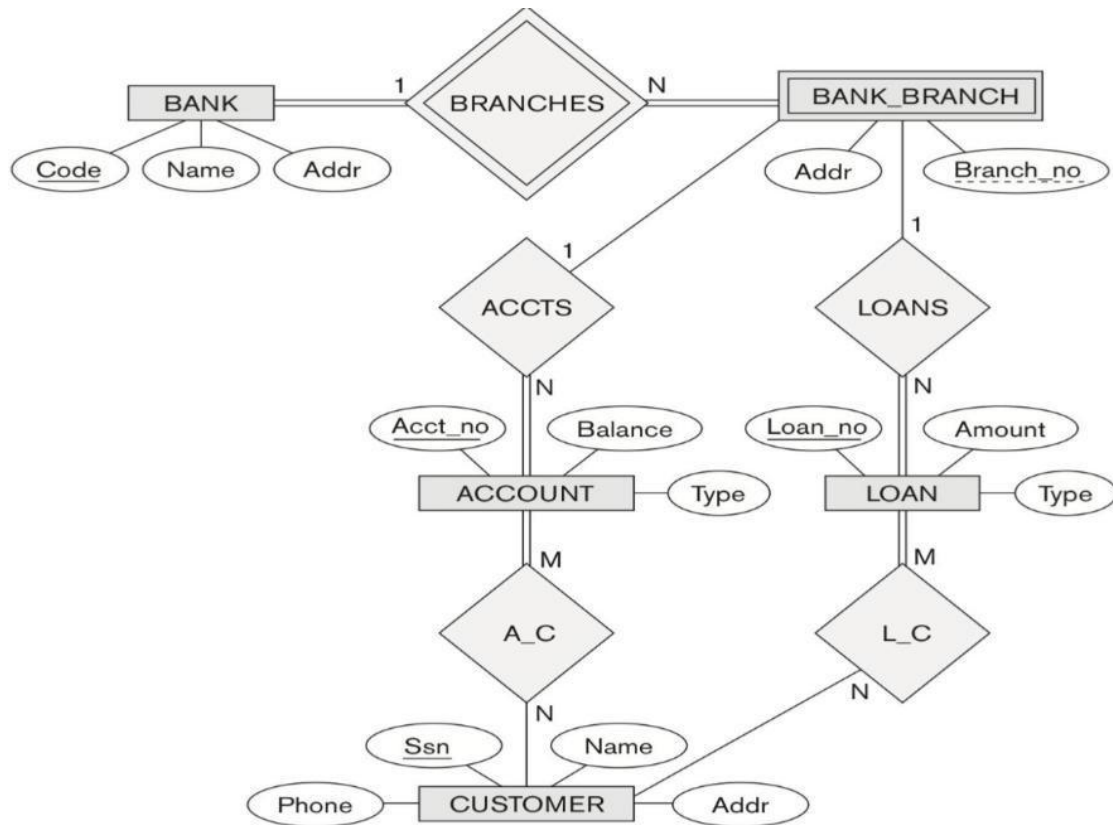 1
N
BANK
BRANCHES
BANK_BRANCH
Code
Name
Addr
Addr
Branch_no
1
1
ACCTS
LOANS
N
N
Acct_no
Balance
Loan_no
Amount
ACCOUNT
Type
LOAN
Type
M
M
A_C
L_C
N
N
Ssn
Name
Phone
CUSTOMER
Addr